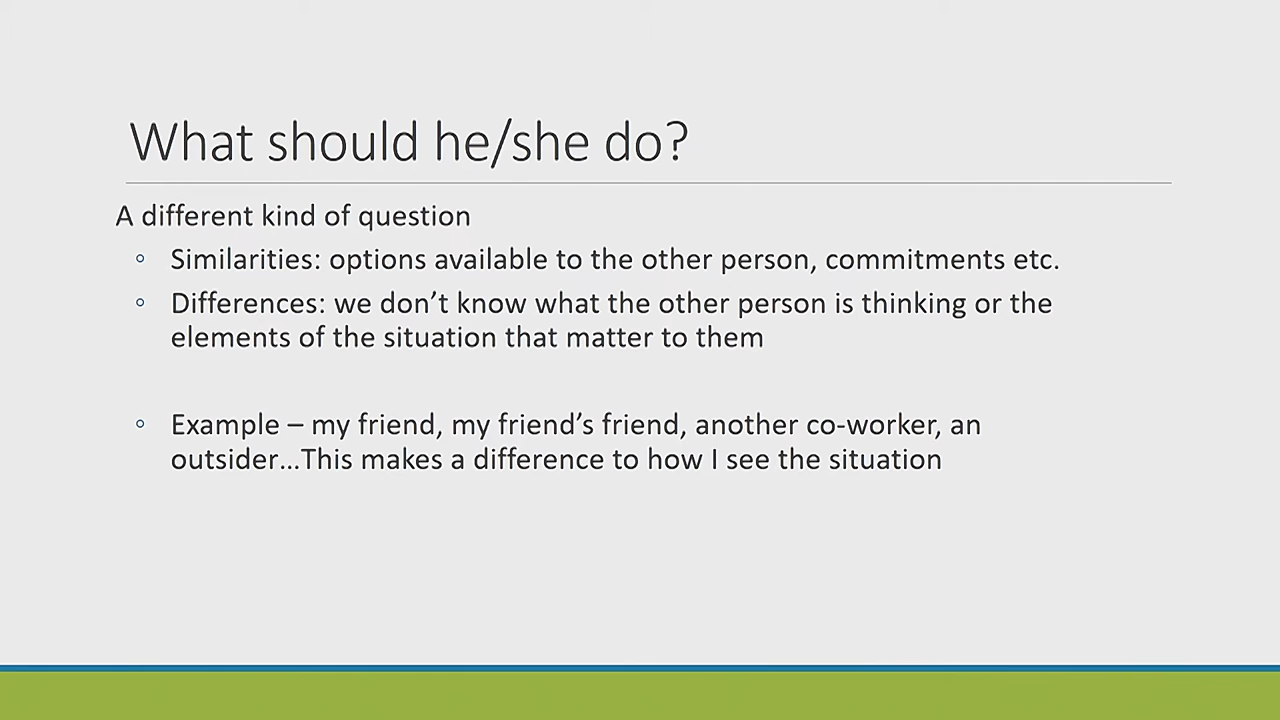 What should he/she do?
A different kind of question
◦ Similarities: options available to the other person, commitments etc.
◦ Differences: we don’t know what the other person is thinking or the
elements of the situation that matter to them
◦ Example – my friend, my friend’s friend, another co-worker, an
outsider…This makes a difference to how I see the situation